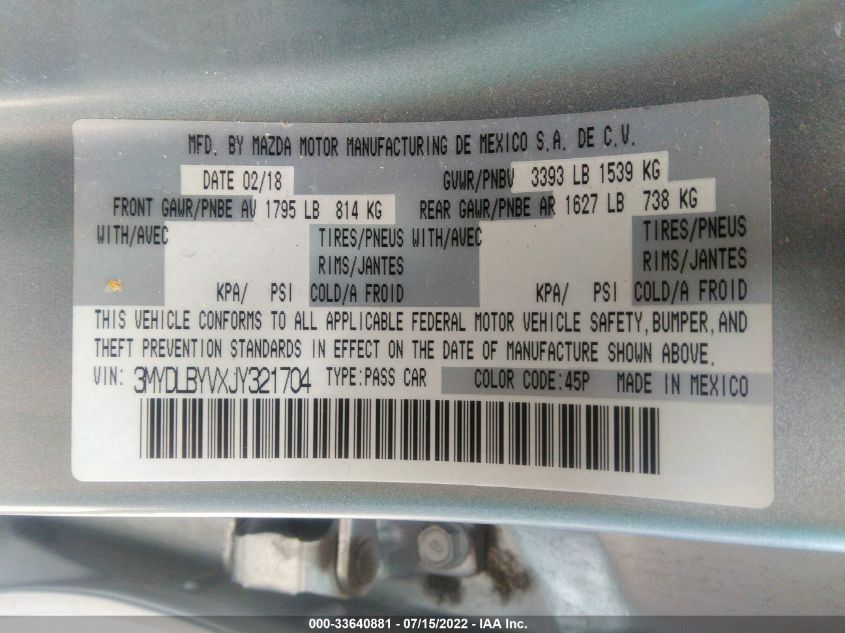 MFD. BY MAZDA MOTOR MANUFACTURING DE MEXICO S.A. DE C.V.
DATE 02/18 GVWR/PNBV 3393 LB 1539 KG
FRONT GAWR/PNBE AV 1795 LB 814 KG REAR GAWR/PNBE AR 1627 LB 738 KG
WITH/AVEC TIRES/PNEUS WITH/AVEC TIRES/PNEUS
RIMS/JANTES RIMS/JANTES
KPA/ PSI COLD/A FROID KPA/ PSI COLD/A FROID
THIS VEHICLE CONFORMS TO ALL APPLICABLE FEDERAL MOTOR VEHICLE SAFETY, BUMPER, AND
THEFT PREVENTION STANDARDS IN EFFECT ON THE DATE OF MANUFACTURE SHOWN ABOVE.
VIN: 3MYDLBYVXJY321704 TYPE:PASS CAR COLOR CODE:45P MADE IN MEXICO
000-33640881 - 07/15/2022 - IAA Inc.